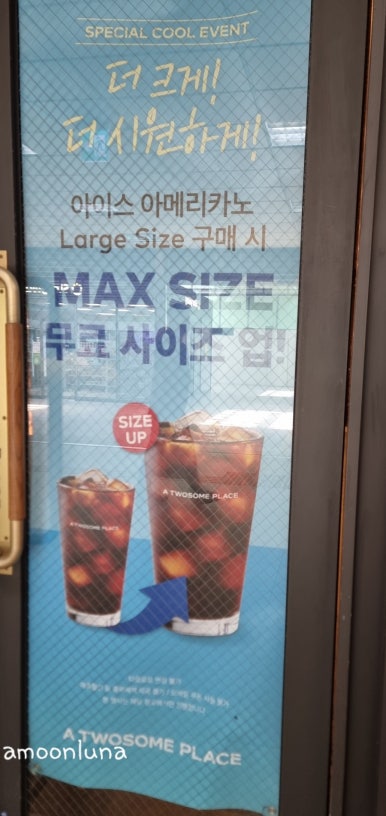 SPECIAL COOL EVENT
더 크게!
더 시원하게!
아이스 아메리카노
Large Size 구매 시
MAX SIZE
무료 사이즈 업!
SIZE
UP
A TWOSOME PLACE
A TWOSOME PLACE
A TWOSOME PLACE
amoonluna